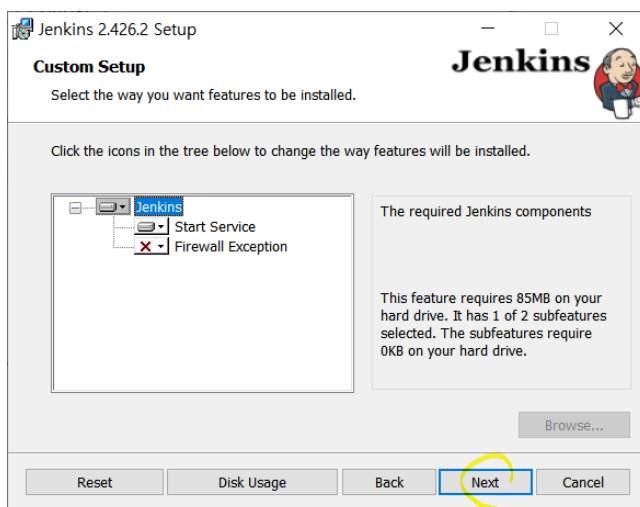 Jenkins 2.426.2 Setup
Custom Setup
Jenkins
Select the way you want features to be installed.
Click the icons in the tree below to change the way features will be installed.
Jenkins
Start Service
Firewall Exception
The required Jenkins components
This feature requires 85MB on your
hard drive. It has 1 of 2 subfeatures
selected. The subfeatures require
0KB on your hard drive.
Browse...
Reset
Disk Usage
Back
Next
Cancel